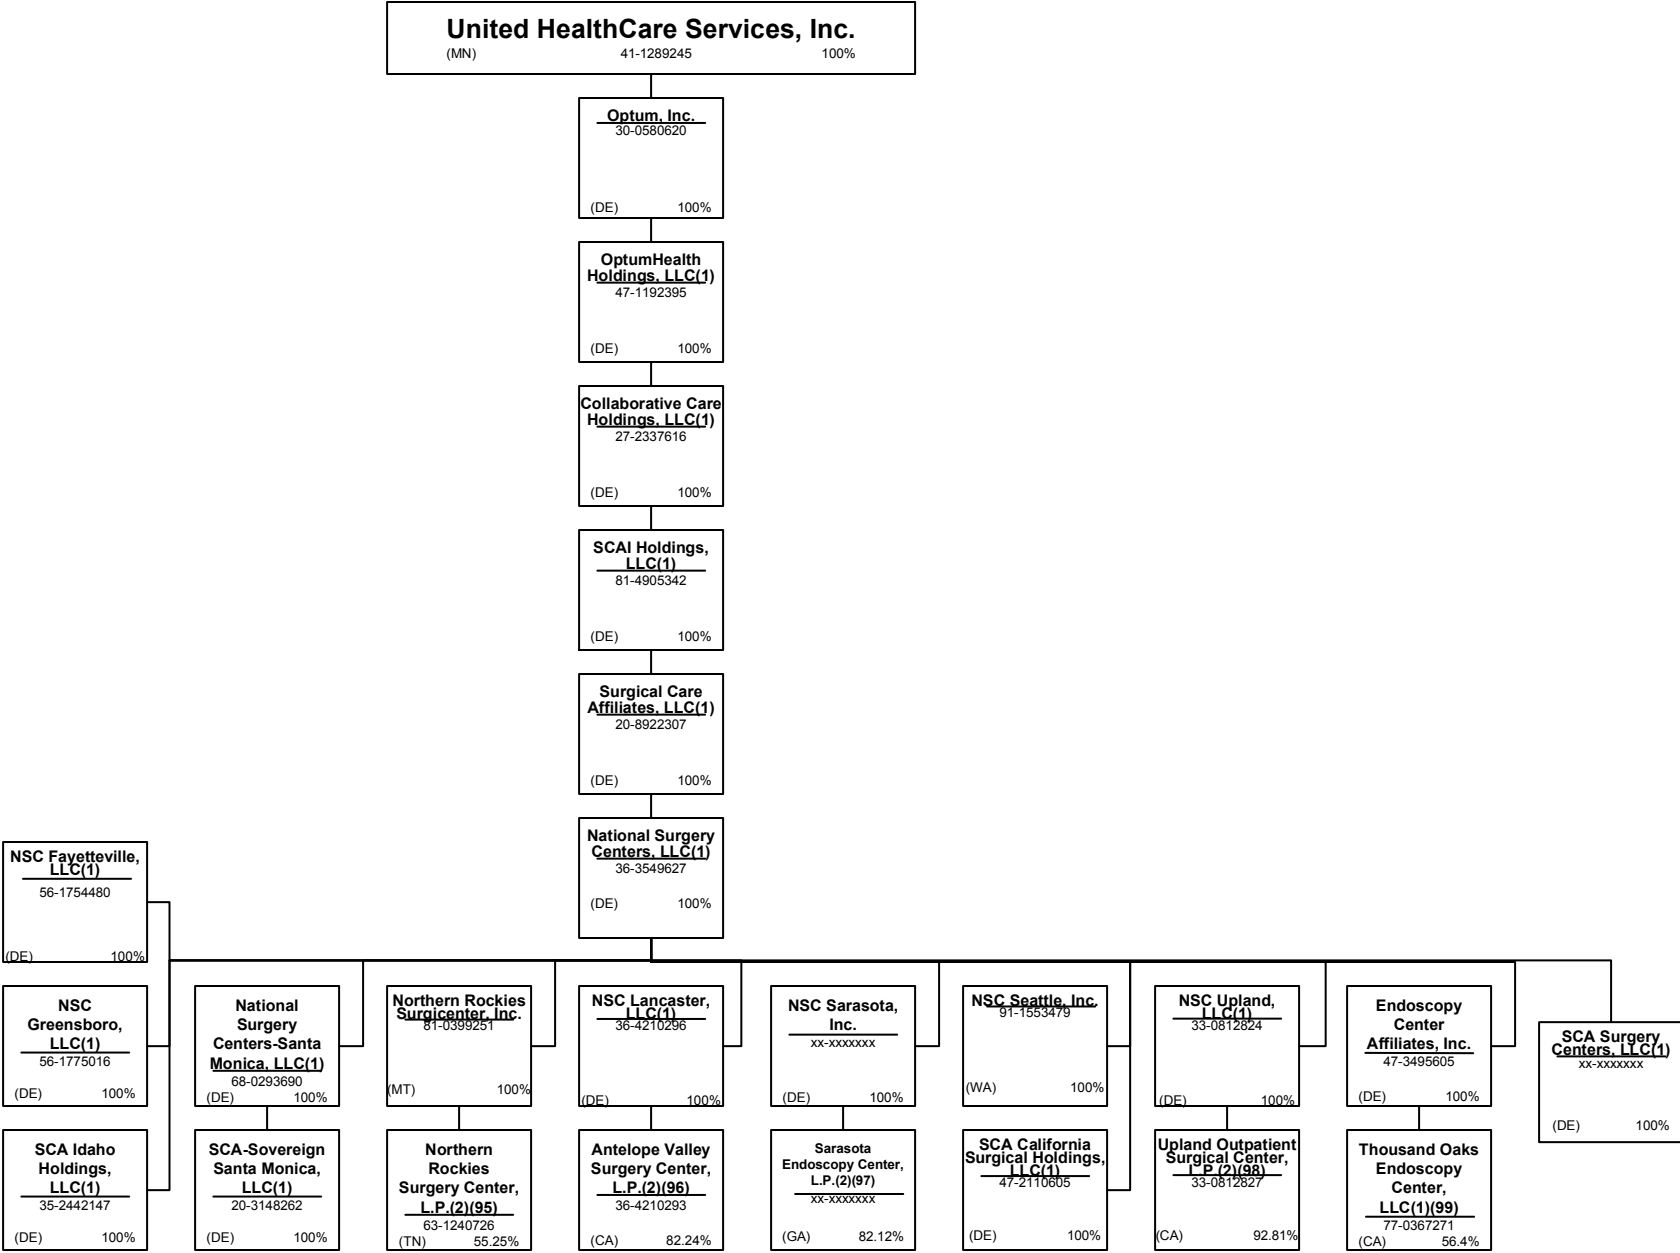 United HealthCare Services, Inc.
(MN) 41-1289245 100%
Optum, Inc.
30-0580620
(DE) 100%
OptumHealth
Holdings, LLC(1)
47-1192395
(DE) 100%
Collaborative Care
Holdings, LLC(1)
27-2337616
(DE) 100%
SCAI Holdings,
LLC(1)
81-4905342
(DE) 100%
Surgical Care
Affiliates, LLC(1)
20-8922307
(DE) 100%
National Surgery
Centers, LLC(1)
36-3549627
(DE) 100%
NSC Fayetteville,
LLC(1)
56-1754480
(DE) 100%
NSC
Greensboro,
LLC(1)
56-1775016
(DE) 100%
National
Surgery
Centers-Santa
Monica, LLC(1)
68-0293690
(DE) 100%
Northern Rockies
Surgicenter, Inc.
81-0399251
(MT) 100%
NSC Lancaster,
LLC(1)
36-4210296
(DE) 100%
NSC Sarasota,
Inc.
xx-xxxxxxx
(DE) 100%
NSC Seattle, Inc.
91-1553479
(WA) 100%
NSC Upland,
LLC(1)
33-0812824
(DE) 100%
Endoscopy
Center
Affiliates, Inc.
47-3495605
(DE) 100%
SCA Surgery
Centers, LLC(1)
xx-xxxxxxx
(DE) 100%
SCA Idaho
Holdings,
LLC(1)
35-2442147
(DE) 100%
SCA-Sovereign
Santa Monica,
LLC(1)
20-3148262
(DE) 100%
Northern
Rockies
Surgery Center,
L.P.(2)(95)
63-1240726
(TN) 55.25%
Antelope Valley
Surgery Center,
L.P.(2)(96)
36-4210293
(CA) 82.24%
Sarasota
Endoscopy Center,
L.P.(2)(97)
xx-xxxxxxx
(GA) 82.12%
SCA California
Surgical Holdings,
LLC(1)
47-2110605
(DE) 100%
Upland Outpatient
Surgical Center,
L.P.(2)(98)
33-0812827
(CA) 92.81%
Thousand Oaks
Endoscopy
Center,
LLC(1)(99)
77-0367271
(CA) 56.4%